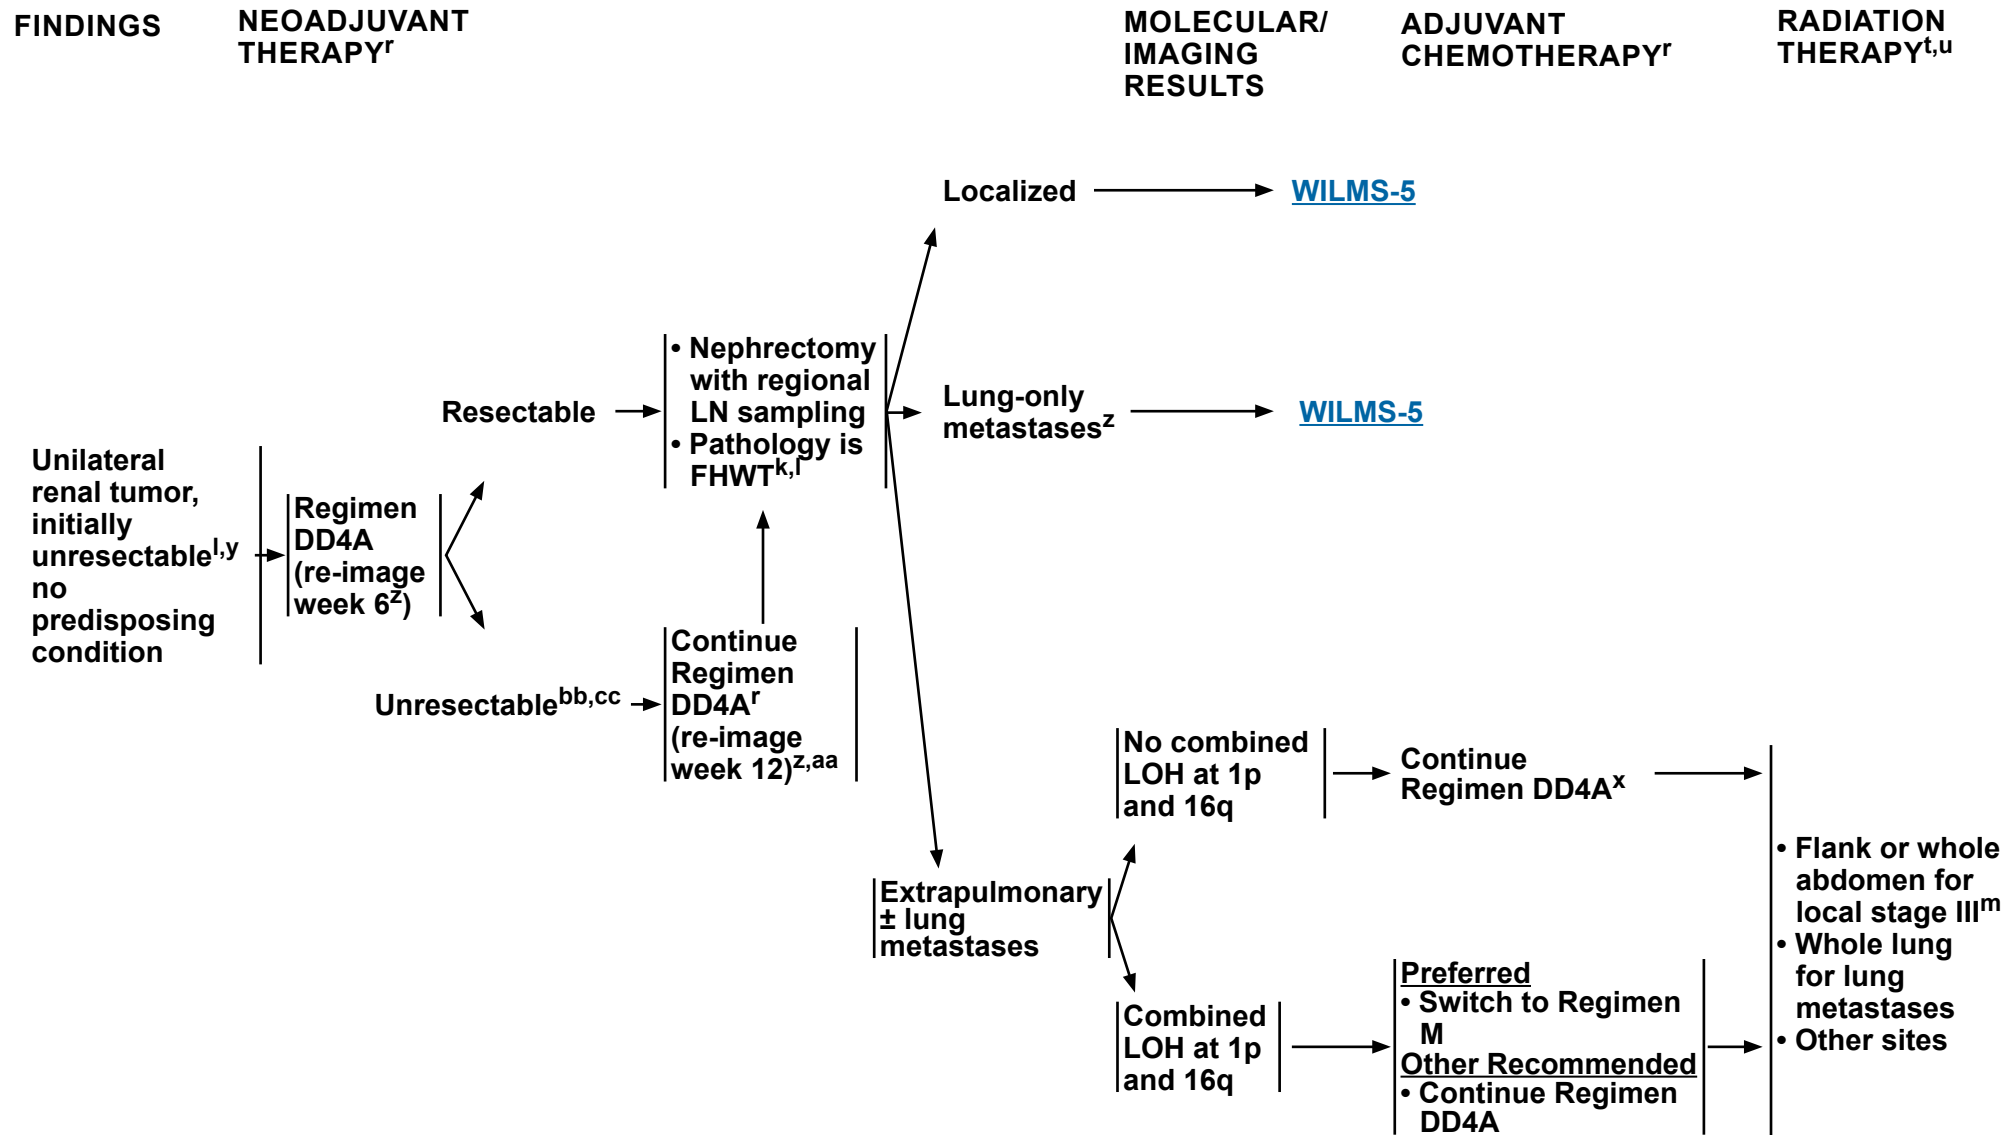 FINDINGS
NEOADJUVANT
THERAPYr
MOLECULAR/
IMAGING
RESULTS
ADJUVANT
CHEMOTHERAPYr
RADIATION
THERAPYt,u
Unilateral
renal tumor,
initially
unresectablel,y
no
predisposing
condition
Regimen
DD4A
(re-image
week 6z)
Resectable
Unresectablebb,cc
• Nephrectomy
with regional
LN sampling
• Pathology is
FHWTk,l
Continue
Regimen
DD4Ar
(re-image
week 12)z,aa
Localized
WILMS-5
Lung-only
metastasesz
WILMS-5
Extrapulmonary
± lung
metastases
No combined
LOH at 1p
and 16q
Continue
Regimen DD4Ax
Combined
LOH at 1p
and 16q
Preferred
• Switch to Regimen
M
Other Recommended
• Continue Regimen
DD4A
• Flank or whole
abdomen for
local stage IIIm
• Whole lung
for lung
metastases
• Other sites